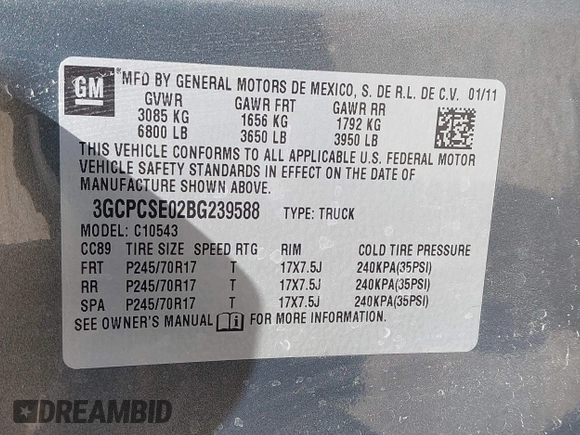 GM MFD BY GENERAL MOTORS DE MEXICO, S. DE R.L. DE C.V. 01/11
GVWR GAWR FRT GAWR RR
3085 KG 1656 KG 1792 KG
6800 LB 3650 LB 3950 LB
THIS VEHICLE CONFORMS TO ALL APPLICABLE U.S. FEDERAL MOTOR
VEHICLE SAFETY STANDARDS IN EFFECT ON THE DATE OF
MANUFACTURE SHOWN ABOVE.
3GCPCSE02BG239588 TYPE: TRUCK
MODEL: C10543
CC89 TIRE SIZE SPEED RTG RIM COLD TIRE PRESSURE
FRT P245/70R17 T 17X7.5J 240KPA(35PSI)
RR P245/70R17 T 17X7.5J 240KPA(35PSI)
SPA P245/70R17 T 17X7.5J 240KPA(35PSI)
SEE OWNER'S MANUAL FOR MORE INFORMATION.
DREAMBID